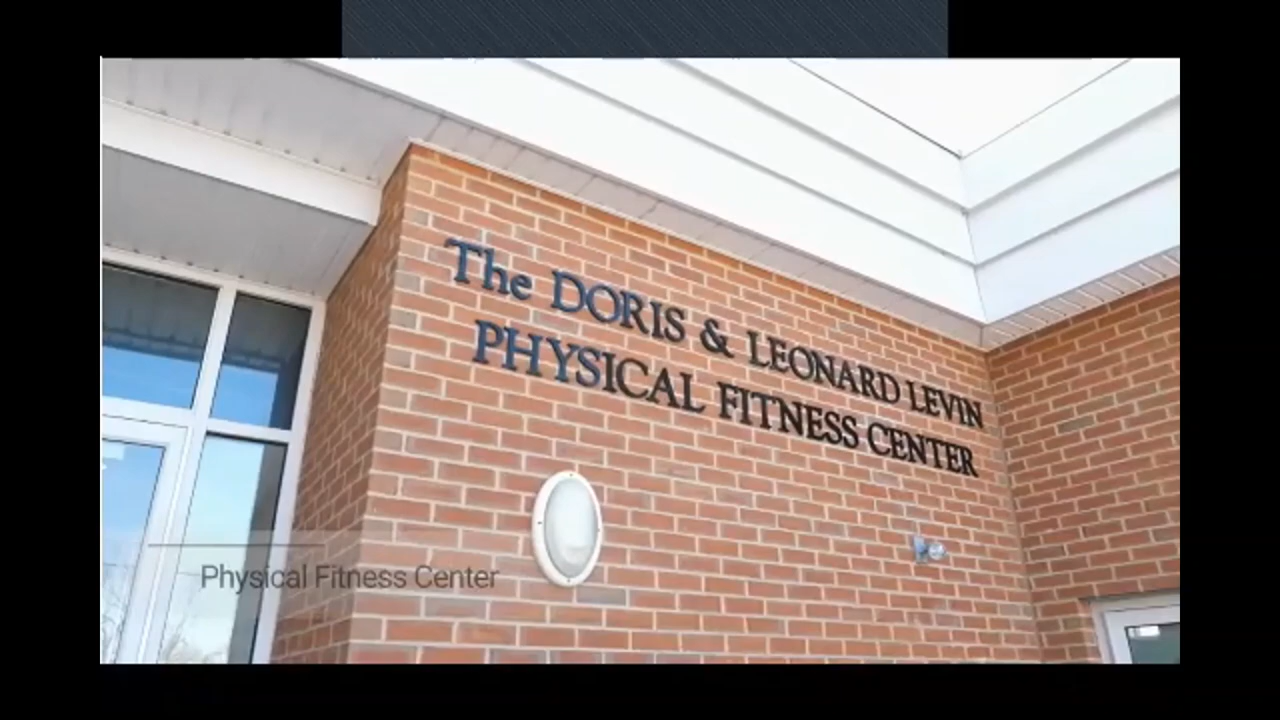 The DORIS & LEONARD LEVIN
PHYSICAL FITNESS CENTER
Physical Fitness Center